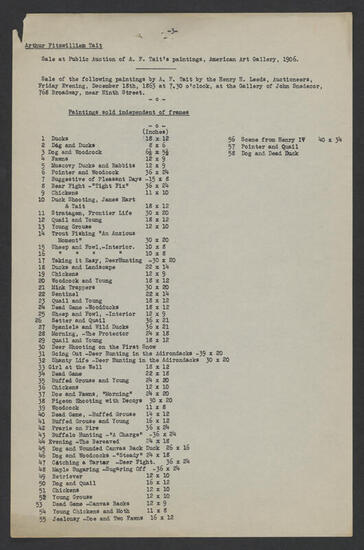 -3-
Arthur Fitzwilliam Tait
Sale at Public Auction of A. F. Tait's paintings, American Art Gallery, 1906.
Sale of the following paintings by A. F. Tait by the Henry H. Leeds, Auctioneers,
Friday Evening, December 18th, 1863 at 7.30 o'clock, at the Gallery of John Snedecor,
768 Broadway, near Ninth Street.
- o -
Paintings sold independent of frames
- o -
(Inches)
1 Ducks 18 x 12
2 Dog and Ducks 8 x 6
3 Dog and Woodcock 6½ x 5½
4 Fawns 12 x 9
5 Muscovy Ducks and Rabbits 12 x 9
6 Pointer and Woodcock 36 x 24
7 Suggestive of Pleasant Days -15 x 8
8 Bear Fight -"Tight Fix" 36 x 24
9 Chickens 11 x 10
10 Duck Shooting, James Hart
& Tait 18 x 20
11 Stratagem, Frontier Life 30 x 20
12 Quail and Young 18 x 12
13 Young Grouse 12 x 10
14 Trout Fishing "An Anxious
Moment" 30 x 20
15 Sheep and Fowl,-Interior. 10 x 8
16 " " " " 10 x 8
17 Taking it Easy, DeerHunting -30 x 20
18 Ducks and Landscape 22 x 14
19 Chickens 12 x 9
20 Woodcock and Young 18 x 12
21 Mink Trappers 30 x 20
22 Sentinel 22 x 14
23 Quail and Young 18 x 12
24 Dead Game -Woodducks 18 x 12
25 Sheep and Fowl, -Interior 12 x 9
26 Setter and Quail 36 x 21
27 Spaniels and Wild Ducks 36 x 21
28 Morning, -The Protector 24 x 18
29 Quail and Young 18 x 12
30 Deer Shooting on the First Snow
31 Going Out -Deer Hunting in the Adirondacks -39 x 20
32 Shanty Life -Deer Hunting in the Adirondacks 30 x 20
33 Girl at the Well 18 x 12
34 Dead Game 22 x 18
35 Ruffed Grouse and Young 24 x 20
36 Chickens 12 x 10
37 Doe and Fawns, "Morning" 24 x 20
38 Pigeon Shooting with Decoys 30 x 20
39 Woodcock 11 x 8
40 Dead Game, -Ruffed Grouse 14 x 12
41 Ruffed Grouse and Young 16 x 12
42 Prarie on Fire 36 x 24
43 Buffalo Hunting -"A Charge" -36 x 24
44 Evening -The Bereaved 24 x 18
45 Dog and Wounded Canvas Back Duck 26 x 16
46 Dog and Woodcocks -"Steady" 24 x 18
47 Catching a Tartar -Deer Fight. 36 x 24
48 Maple Sugaring -Sugaring Off -36 x 24
49 Retriever 12 x 10
50 Dog and Quail 16 x 10
51 Chickens 12 x 10
52 Young Grouse 12 x 10
53 Dead Game -Canvas Backs 12 x 9
54 Young Chickens and Moth 11 x 8
55 Jealousy -Doe and Two Fawns 16 x 12
56 Scene from Henry IV 40 x 34
57 Pointer and Quail
58 Dog and Dead Duck